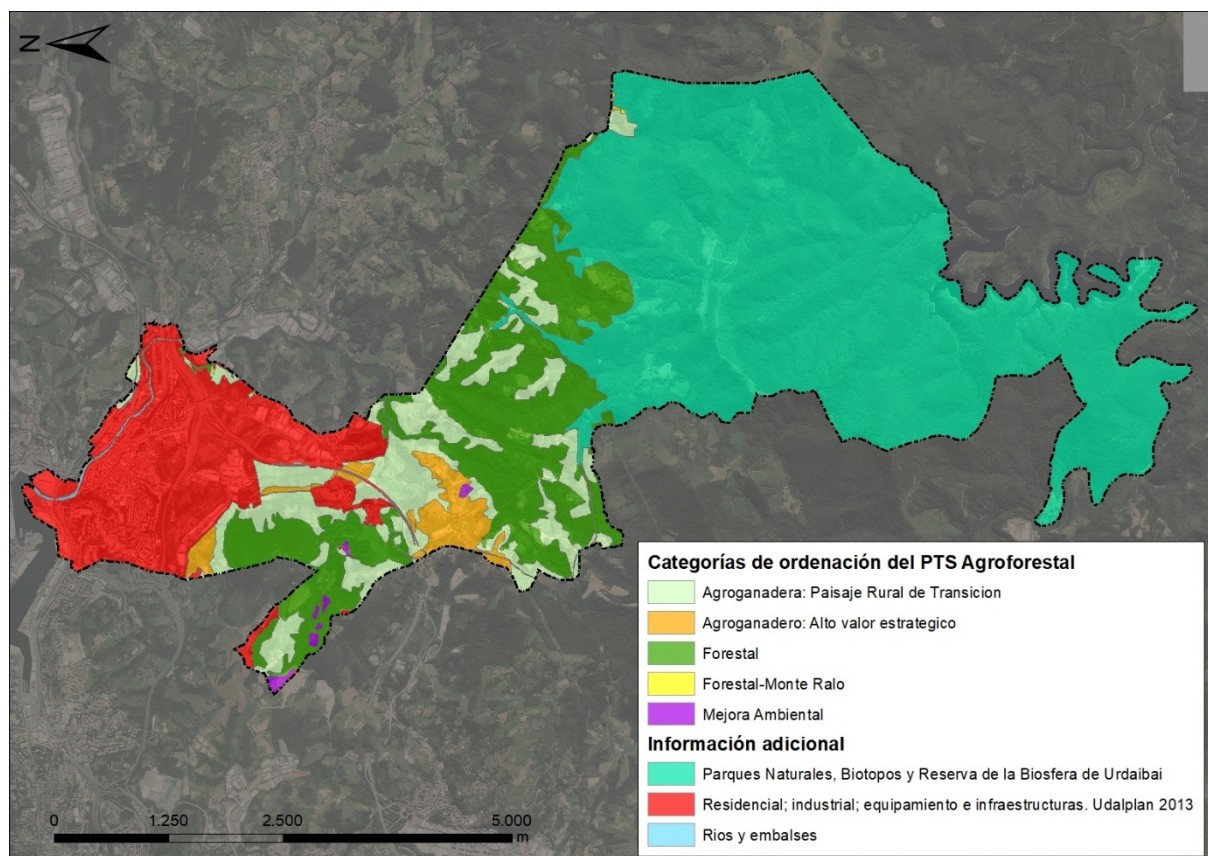 N
Categorías de ordenación del PTS Agroforestal
Agroganadera: Paisaje Rural de Transicion
Agroganadero: Alto valor estrategico
Forestal
Forestal-Monte Ralo
Mejora Ambiental
Información adicional
Parques Naturales, Biotopos y Reserva de la Biosfera de Urdaibai
Residencial; industrial; equipamiento e infraestructuras. Udalplan 2013
Rios y embalses
0 1.250 2.500 5.000
m